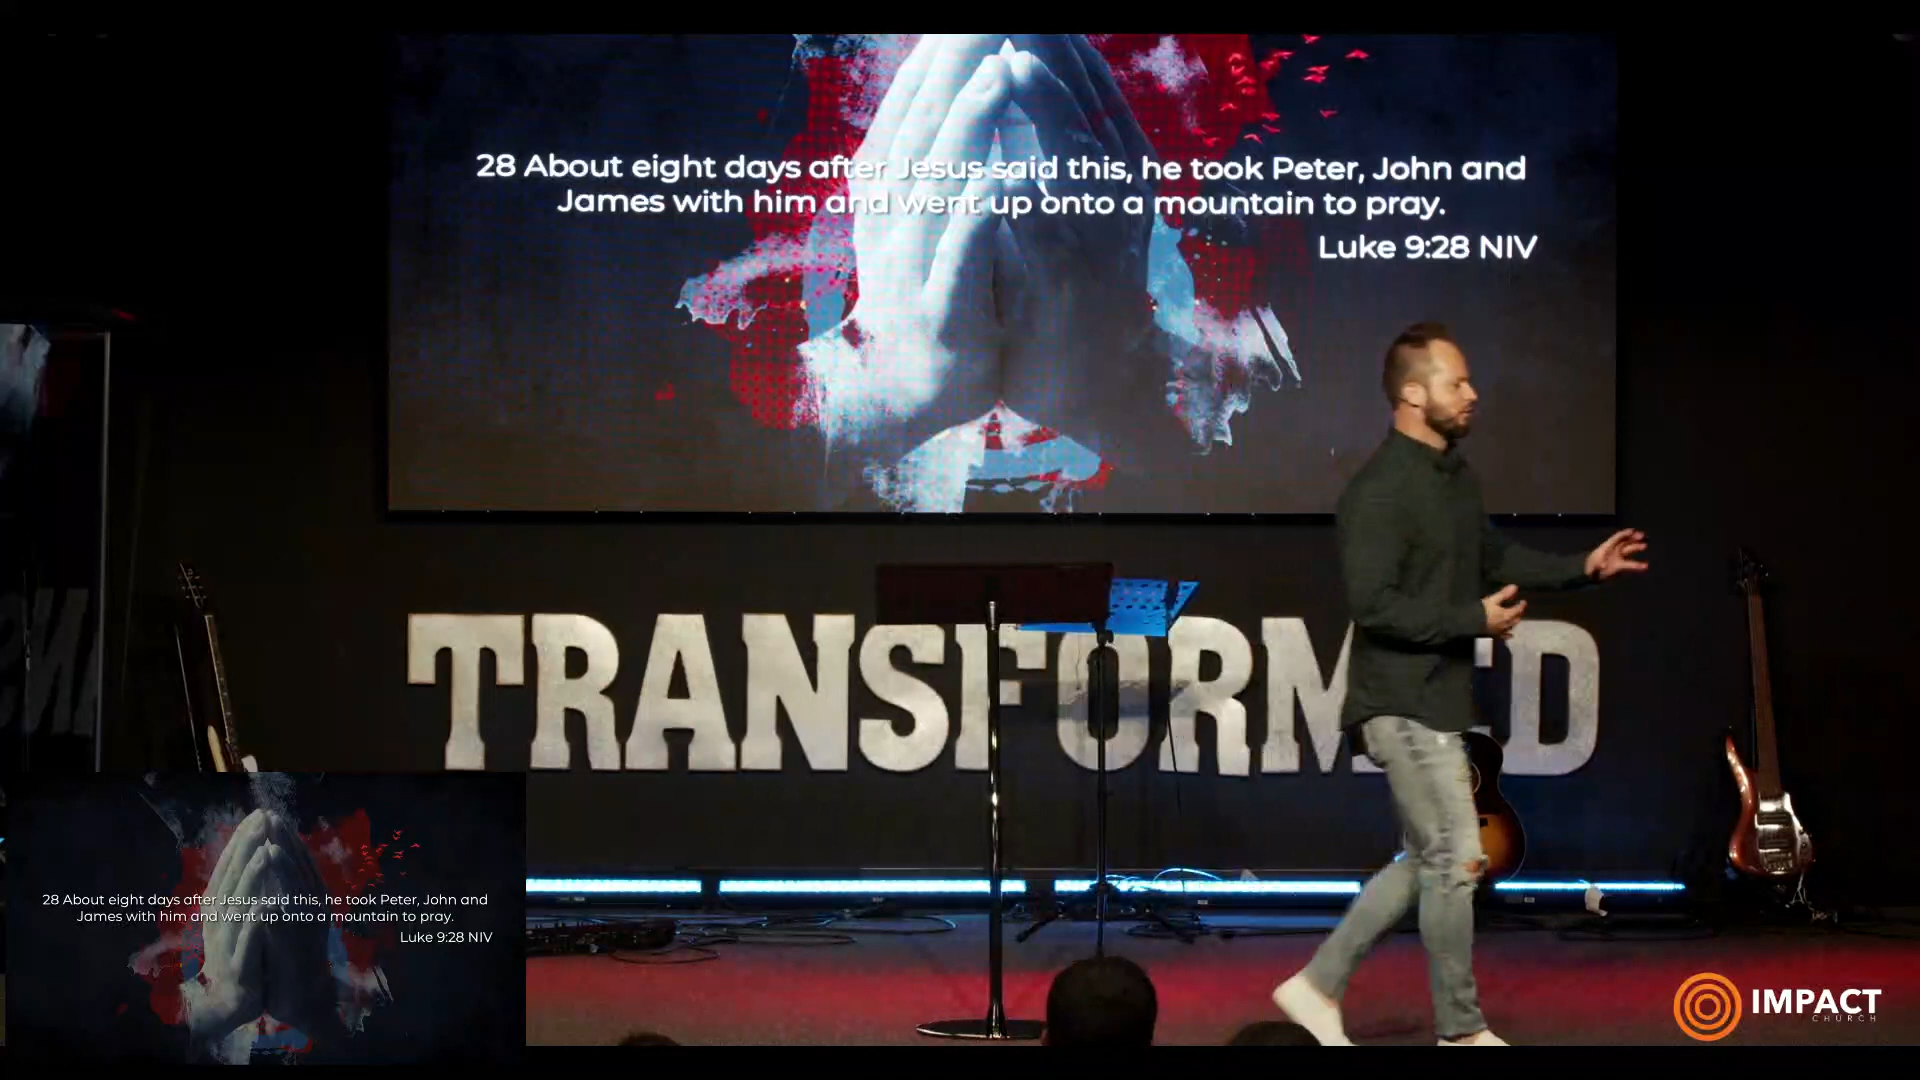 28 About eight days after Jesus said this, he took Peter, John and
James with him and went up onto a mountain to pray.
Luke 9:28 NIV
TRANSFORMED
28 About eight days after Jesus said this, he took Peter, John and
James with him and went up onto a mountain to pray.
Luke 9:28 NIV
IMPACT
CHURCH